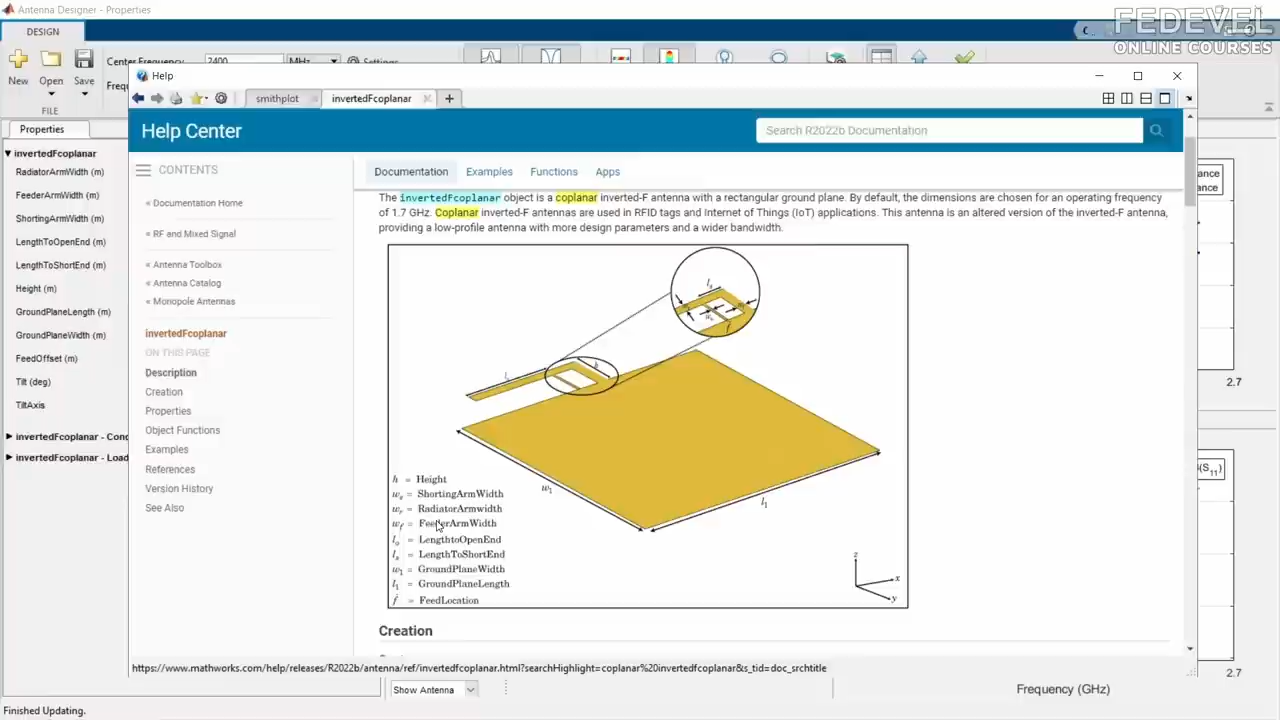 Antenna Designer - Properties
FEDEVEL
ONLINE COURSES
DESIGN
New
Open
Save
Center Frequency
2400
MHz
Settings
FILE
Help
smithplot
invertedFcoplanar
Help Center
Search R2022b Documentation
Properties
invertedFcoplanar
RadiatorArmWidth (m)
FeederArmWidth (m)
ShortingArmWidth (m)
LengthToOpenEnd (m)
LengthToShortEnd (m)
Height (m)
GroundPlaneLength (m)
GroundPlaneWidth (m)
FeedOffset (m)
Tilt (deg)
TiltAxis
invertedFcoplanar - Conc
invertedFcoplanar - Load
CONTENTS
« Documentation Home
« RF and Mixed Signal
« Antenna Toolbox
« Antenna Catalog
« Monopole Antennas
invertedFcoplanar
ON THIS PAGE
Description
Creation
Properties
Object Functions
Examples
References
Version History
See Also
Documentation
Examples
Functions
Apps
The invertedFcoplanar object is a coplanar inverted-F antenna with a rectangular ground plane. By default, the dimensions are chosen for an operating frequency
of 1.7 GHz. Coplanar inverted-F antennas are used in RFID tags and Internet of Things (IoT) applications. This antenna is an altered version of the inverted-F antenna,
providing a low-profile antenna with more design parameters and a wider bandwidth.
h
w₁
l₁
z
x
y
h = Height
wₛ = ShortingArmWidth
wᵣ = RadiatorArmwidth
w_f = FeederArmWidth
lₒ = LengthtoOpenEnd
lₛ = LengthToShortEnd
w₁ = GroundPlaneWidth
l₁ = GroundPlaneLength
f = FeedLocation
Creation
https://www.mathworks.com/help/releases/R2022b/antenna/ref/invertedfcoplanar.html?searchHighlight=coplanar%20invertedfcoplanar&s_tid=doc_srchtitle
2.7
(S₁₁)
2.7
Show Antenna
Frequency (GHz)
Finished Updating.